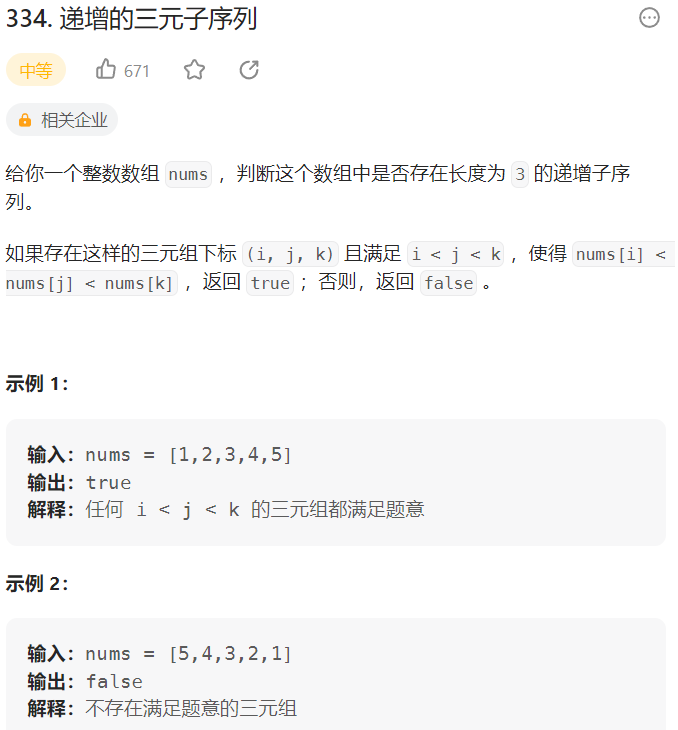 334. 递增的三元子序列
中等 671
相关企业
给你一个整数数组 nums ，判断这个数组中是否存在长度为 3 的递增子序
列。
如果存在这样的三元组下标 (i, j, k) 且满足 i < j < k ，使得 nums[i] <
nums[j] < nums[k] ，返回 true ；否则，返回 false 。
示例 1：
输入：nums = [1,2,3,4,5]
输出：true
解释：任何 i < j < k 的三元组都满足题意
示例 2：
输入：nums = [5,4,3,2,1]
输出：false
解释：不存在满足题意的三元组